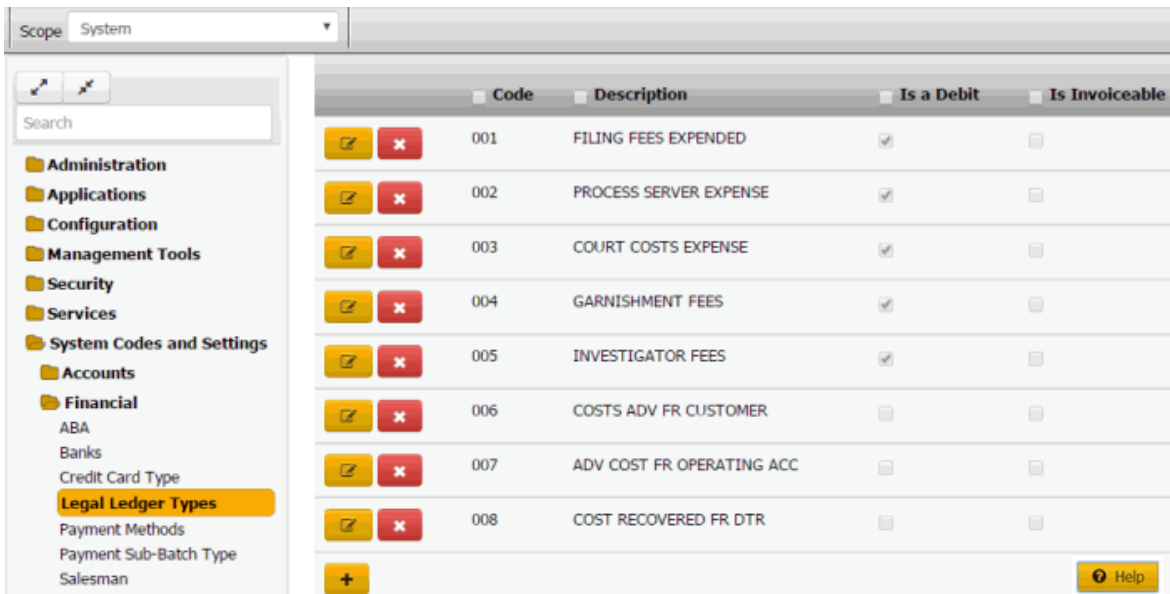 Scope System
Search
Administration
Applications
Configuration
Management Tools
Security
Services
System Codes and Settings
Accounts
Financial
ABA
Banks
Credit Card Type
Legal Ledger Types
Payment Methods
Payment Sub-Batch Type
Salesman
Code Description Is a Debit Is Invoiceable
001 FILING FEES EXPENDED
002 PROCESS SERVER EXPENSE
003 COURT COSTS EXPENSE
004 GARNISHMENT FEES
005 INVESTIGATOR FEES
006 COSTS ADV FR CUSTOMER
007 ADV COST FR OPERATING ACC
008 COST RECOVERED FR DTR
Help